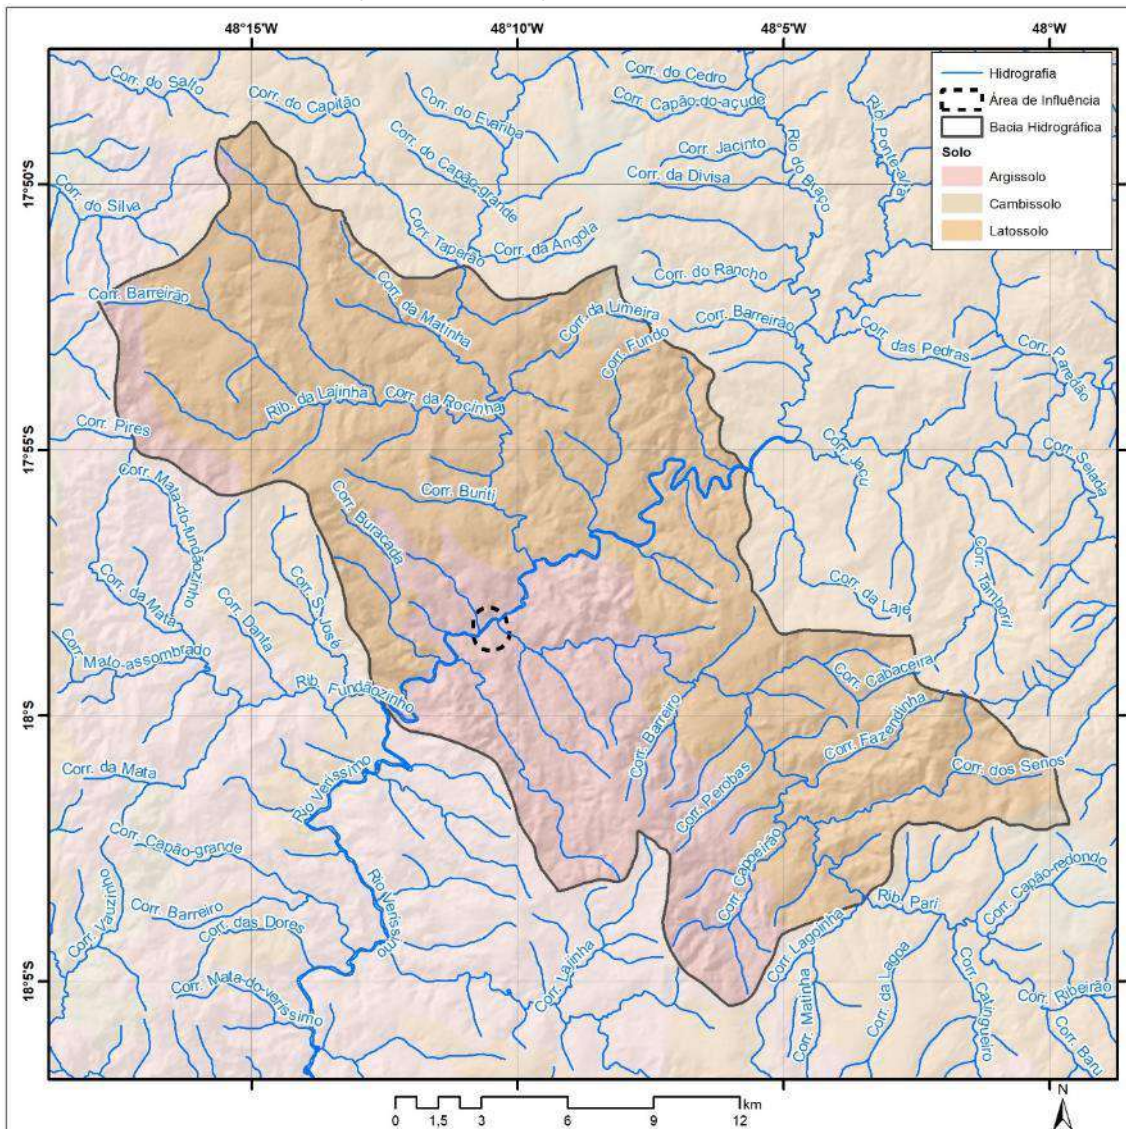 48°15'W
48°10'W
48°5'W
48°W
Hidrografia
Área de Influência
Bacia Hidrográfica
Solo
Argissolo
Cambissolo
Latossolo
17°50'S
17°55'S
18°S
18°5'S
Corr. do Salto
Corr. do Capitão
Corr. do Evariba
Corr. do Cedro
Corr. Capão-do-açude
Corr. do Capão-grande
Corr. Jacinto
Corr. da Divisa
Rio do Braço
Rib. Ponte-alta
Corr. do Silva
Corr. Taperão
Corr. da Angola
Corr. do Rancho
Corr. Barreirão
Corr. da Matinha
Corr. da Limeira
Corr. Fundo
Corr. Barreirão
Corr. das Pedras
Corr. Paredão
Rib. da Lajinha
Corr. da Rocinha
Corr. Pires
Corr. Mata-do-fundãozinho
Corr. Buriti
Corr. Buracada
Corr. Jacu
Corr. Selada
Corr. da Mata
Corr. Danta
Corr. S. José
Corr. da Laje
Corr. Tamboril
Corr. Mato-assombrado
Rib. Fundãozinho
Corr. Cabaceira
Corr. Barreiro
Corr. Fazendinha
Corr. da Mata
Rio Veríssimo
Corr. Perobas
Corr. dos Senos
Corr. Capão-grande
Corr. Capoeirão
Corr. Capão-redondo
Corr. Varuzinho
Corr. Barreiro
Corr. das Dores
Rio Veríssimo
Rib. Pari
Corr. Lajinha
Corr. Lagoinha
Corr. Mata-do-veríssimo
Corr. Matinha
Corr. da Lagoa
Corr. Catingueiro
Corr. Ribeirão
Corr. Baru
km
0 1,5 3 6 9 12
N